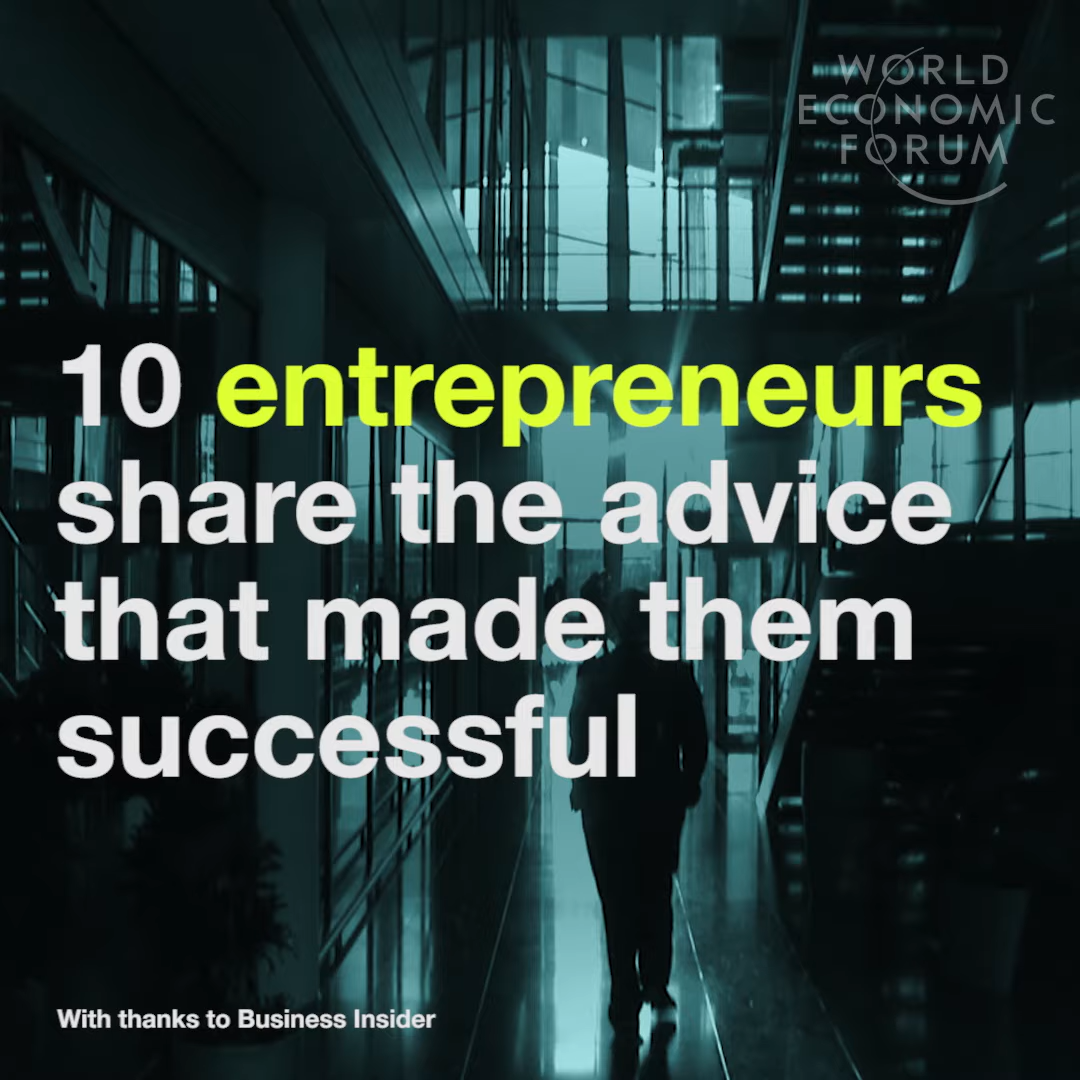 WORLD
ECONOMIC
FORUM
10 entrepreneurs
share the advice
that made them
successful
With thanks to Business Insider